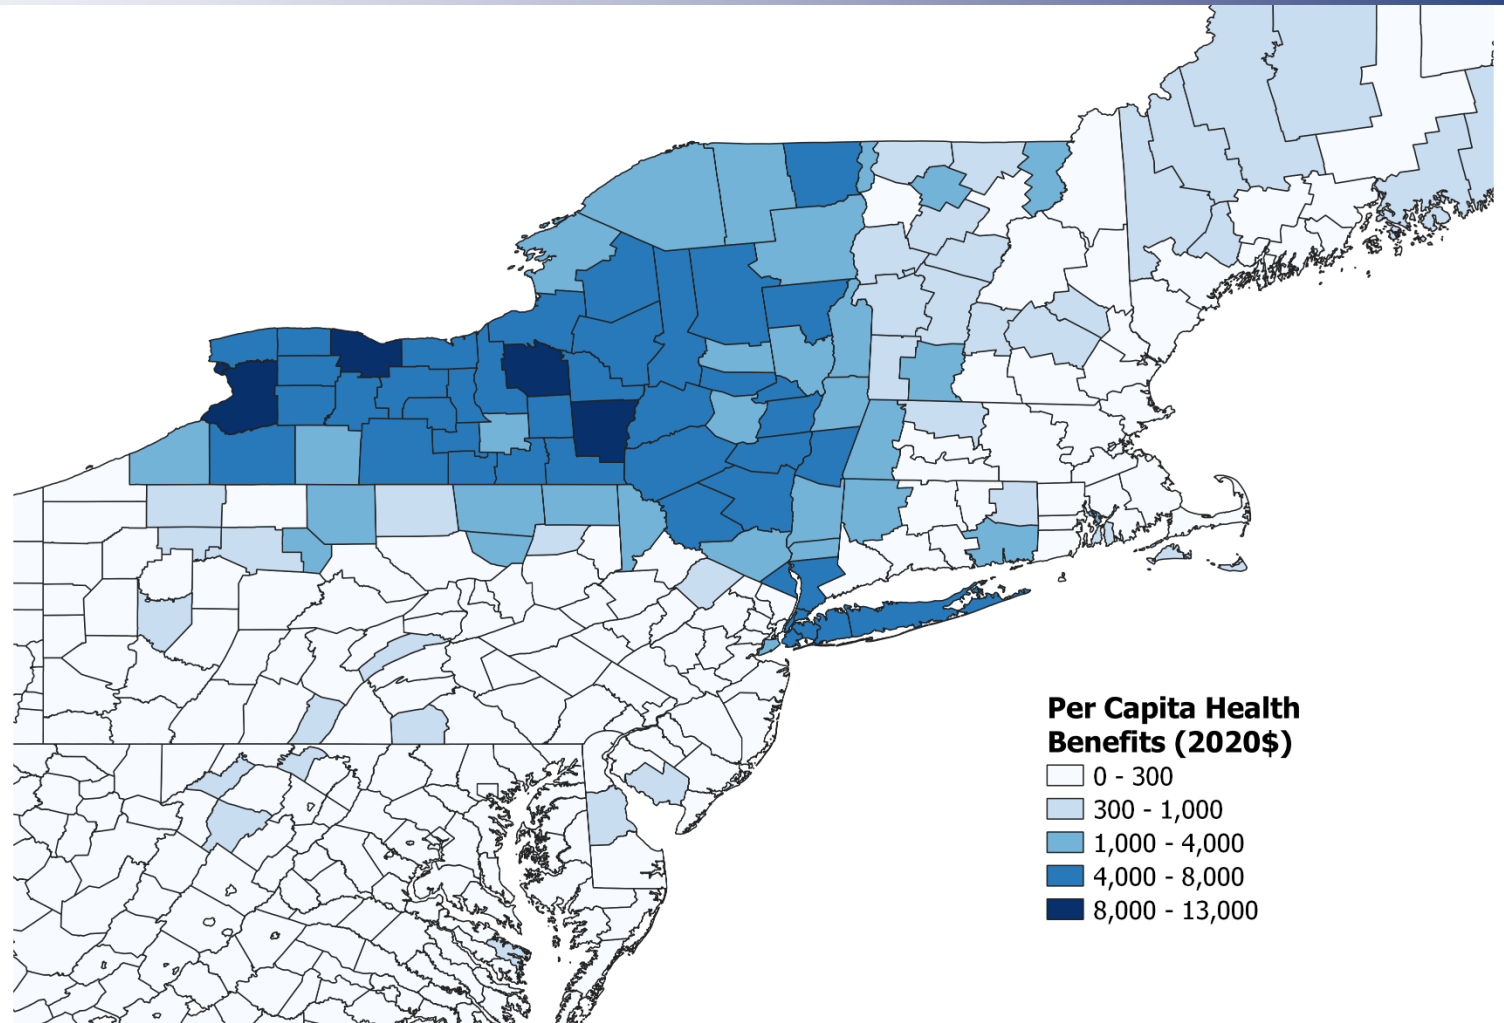 Per Capita Health
Benefits (2020$)
0 - 300
300 - 1,000
1,000 - 4,000
4,000 - 8,000
8,000 - 13,000